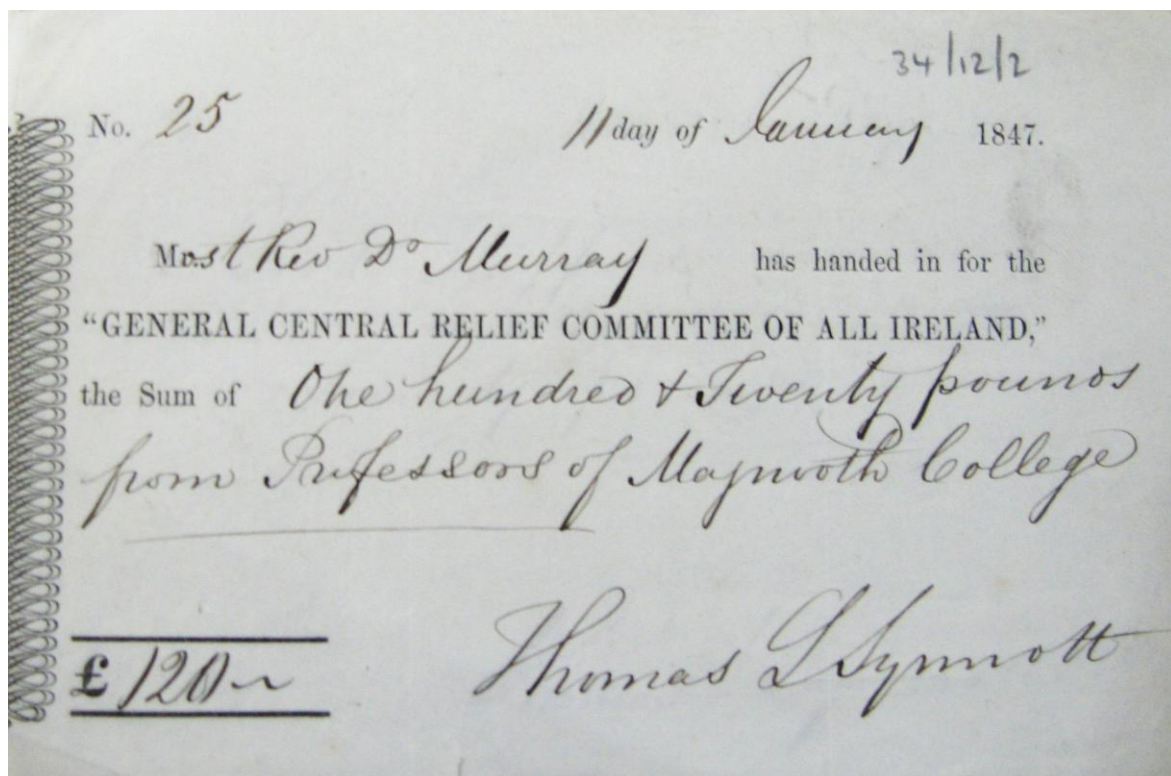 34/12/2
No. 25 11 day of January 1847.
Most Rev Dr Murray has handed in for the
"GENERAL CENTRAL RELIEF COMMITTEE OF ALL IRELAND,"
the Sum of One hundred & Twenty pounds
from Professors of Maynooth College
£ 120~
Thomas L Synnott